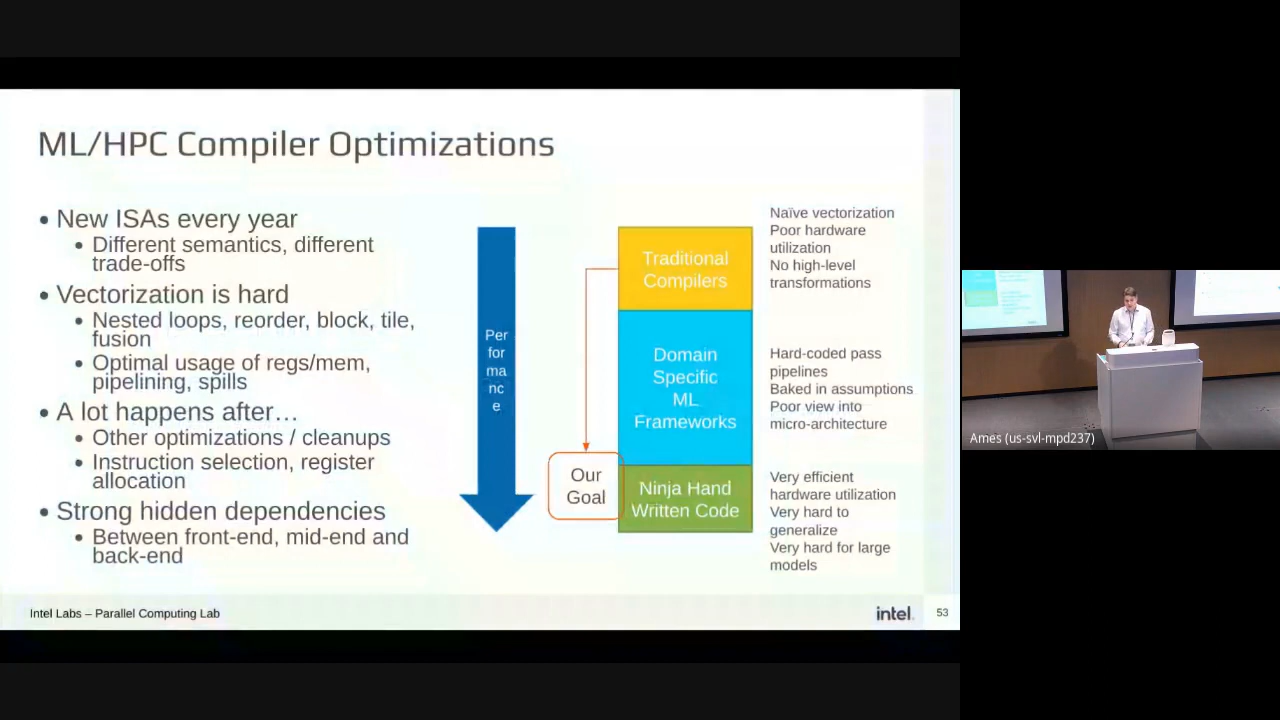 ML/HPC Compiler Optimizations
• New ISAs every year
• Different semantics, different
trade-offs
• Vectorization is hard
• Nested loops, reorder, block, tile,
fusion
• Optimal usage of regs/mem,
pipelining, spills
• A lot happens after…
• Other optimizations / cleanups
• Instruction selection, register
allocation
• Strong hidden dependencies
• Between front-end, mid-end and
back-end
Per
for
ma
nc
e
Our
Goal
Traditional
Compilers
Domain
Specific
ML
Frameworks
Ninja Hand
Written Code
Naïve vectorization
Poor hardware
utilization
No high-level
transformations
Hard-coded pass
pipelines
Baked in assumptions
Poor view into
micro-architecture
Very efficient
hardware utilization
Very hard to
generalize
Very hard for large
models
Intel Labs – Parallel Computing Lab
intel.
53
Ames (us-svl-mpd237)